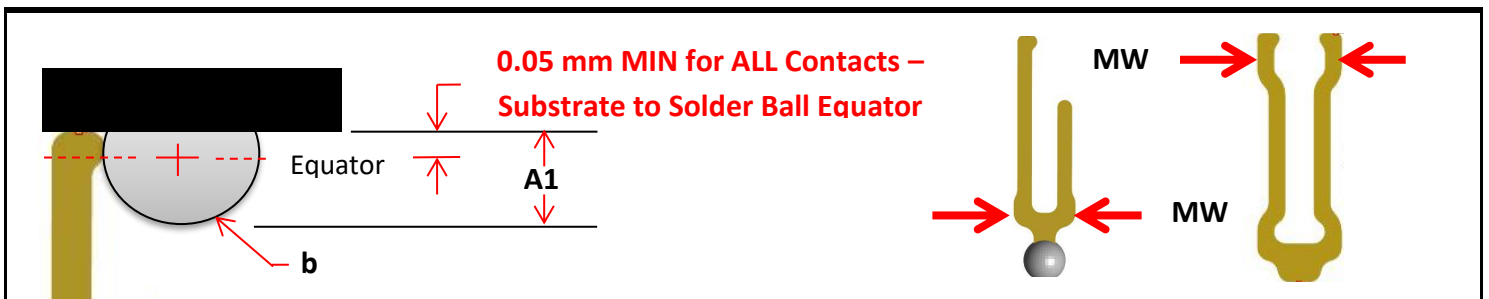 0.05 mm MIN for ALL Contacts –
Substrate to Solder Ball Equator
Equator
A1
b
MW
MW